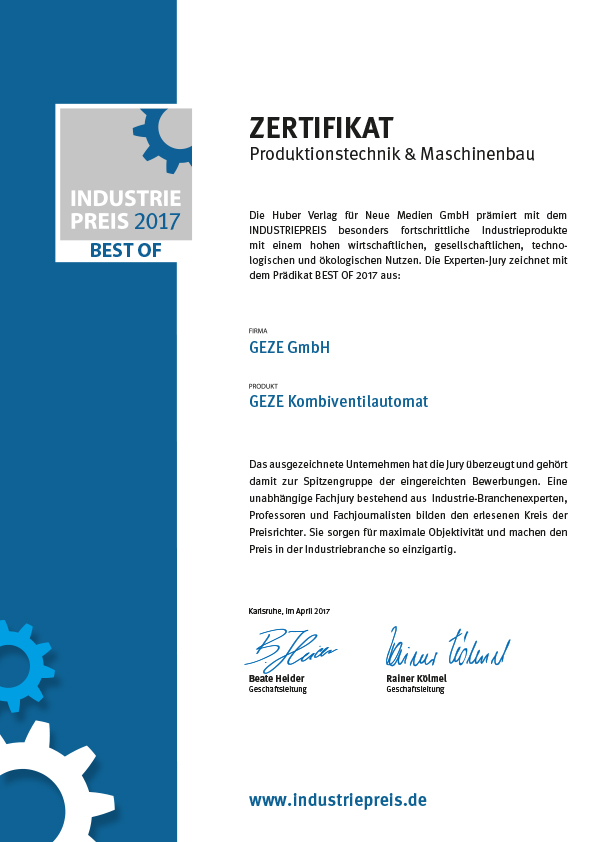 INDUSTRIE
PREIS 2017
BEST OF
ZERTIFIKAT
Produktionstechnik & Maschinenbau
Die Huber Verlag für Neue Medien GmbH prämiert mit dem
INDUSTRIEPREIS besonders fortschrittliche Industrieprodukte
mit einem hohen wirtschaftlichen, gesellschaftlichen, techno-
logischen und ökologischen Nutzen. Die Experten-Jury zeichnet mit
dem Prädikat BEST OF 2017 aus:
FIRMA
GEZE GmbH
PRODUKT
GEZE Kombiventilautomat
Das ausgezeichnete Unternehmen hat die Jury überzeugt und gehört
damit zur Spitzengruppe der eingereichten Bewerbungen. Eine
unabhängige Fachjury bestehend aus Industrie-Branchenexperten,
Professoren und Fachjournalisten bilden den erlesenen Kreis der
Preisrichter. Sie sorgen für maximale Objektivität und machen den
Preis in der Industriebranche so einzigartig.
Karlsruhe, im April 2017
B. Heider Rainer Kölmel
Beate Heider Rainer Kölmel
Geschäftsleitung Geschäftsleitung
www.industriepreis.de